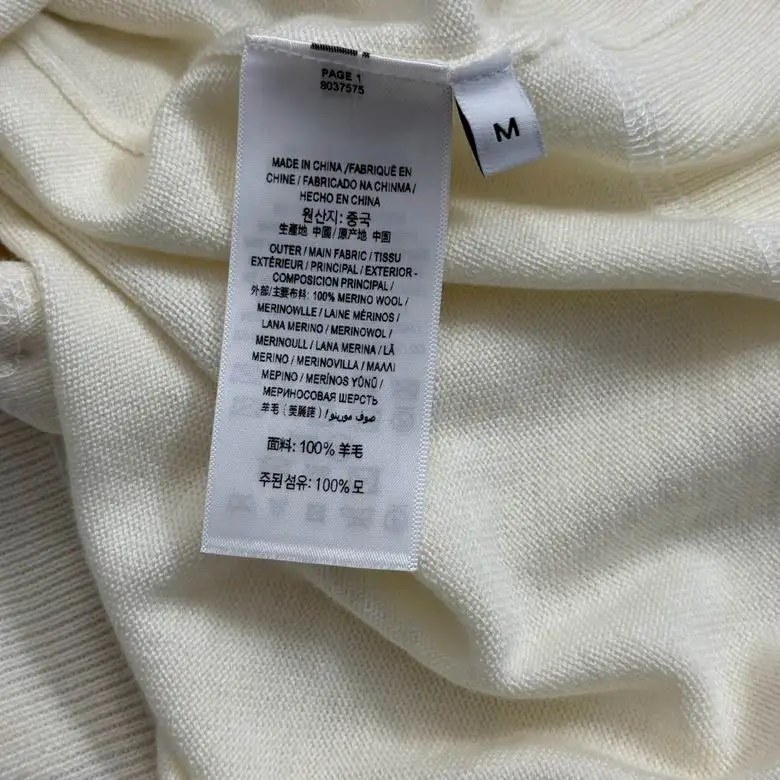 PAGE 1
8037575
M
MADE IN CHINA /FABRIQUÉ EN
CHINE / FABRICADO NA CHINMA /
HECHO EN CHINA
원산지: 중국
生產地 中國 / 原产地 中国
OUTER / MAIN FABRIC / TISSU
EXTÉRIEUR / PRINCIPAL / EXTERIOR-
COMPOSICION PRINCIPAL /
外部/主要布料: 100% MERINO WOOL /
MERINOWLLE / LAINE MÉRINOS /
LANA MERINO / MERINOWOL /
MERINOULL / LANA MERINA / LÃ
MERINO / MERINOVILLA / ΜΑΛΛΙ
ΜΕΡΙΝΟ / MERİNOS YÜNÜ /
МЕРИНОСОВАЯ ШЕРСТЬ
羊毛 (美麗諾) /صوف مورينو
面料: 100% 羊毛
주된 섬유: 100% 모